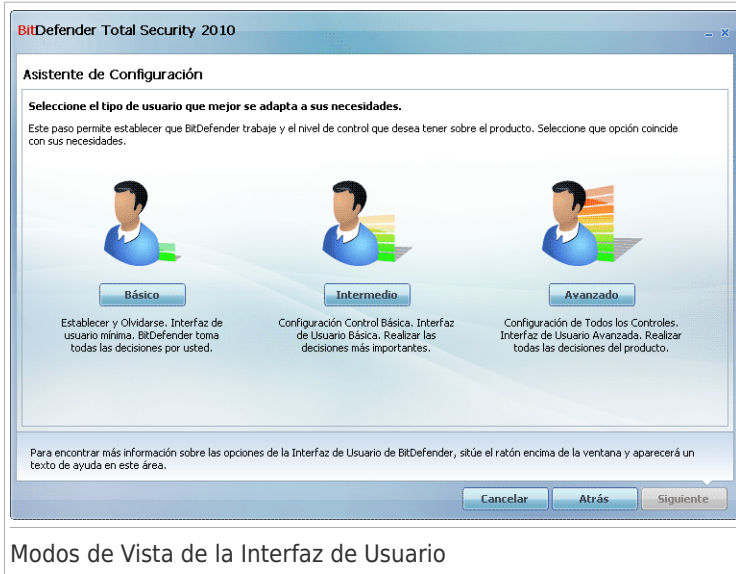 BitDefender Total Security 2010
Asistente de Configuración
Seleccione el tipo de usuario que mejor se adapta a sus necesidades.
Este paso permite establecer que BitDefender trabaje y el nivel de control que desea tener sobre el producto. Seleccione que opción coincide
con sus necesidades.
Básico
Intermedio
Avanzado
Establecer y Olvidarse. Interfaz de
usuario mínima. BitDefender toma
todas las decisiones por usted.
Configuración Control Básica. Interfaz
de Usuario Básica. Realizar las
decisiones más importantes.
Configuración de Todos los Controles.
Interfaz de Usuario Avanzada. Realizar
todas las decisiones del producto.
Para encontrar más información sobre las opciones de la Interfaz de Usuario de BitDefender, sitúe el ratón encima de la ventana y aparecerá un
texto de ayuda en este área.
Cancelar
Atrás
Siguiente
Modos de Vista de la Interfaz de Usuario